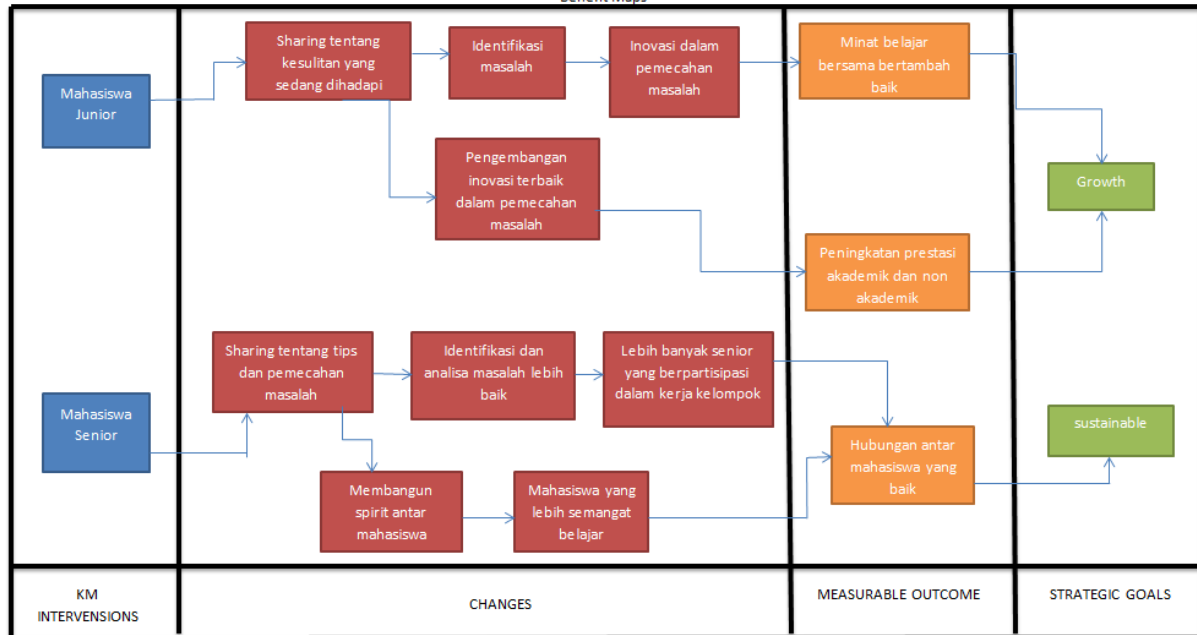 Benefit Maps
Mahasiswa
Junior
Sharing tentang
kesulitan yang
sedang dihadapi
Identifikasi
masalah
Inovasi dalam
pemecahan
masalah
Minat belajar
bersama bertambah
baik
Pengembangan
inovasi terbaik
dalam pemecahan
masalah
Growth
Peningkatan prestasi
akademik dan non
akademik
Mahasiswa
Senior
Sharing tentang tips
dan pemecahan
masalah
Identifikasi dan
analisa masalah lebih
baik
Lebih banyak senior
yang berpartisipasi
dalam kerja kelompok
Membangun
spirit antar
mahasiswa
Mahasiswa yang
lebih semangat
belajar
Hubungan antar
mahasiswa yang
baik
sustainable
KM
INTERVENSIONS
CHANGES
MEASURABLE OUTCOME
STRATEGIC GOALS